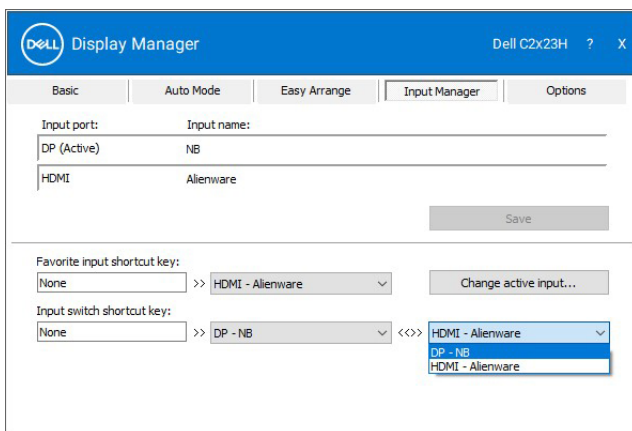 DELL Display Manager Dell C2x23H ? X
Basic Auto Mode Easy Arrange Input Manager Options
Input port: Input name:
DP (Active) NB
HDMI Alienware
Save
Favorite input shortcut key:
None >> HDMI - Alienware Change active input...
Input switch shortcut key:
None >> DP - NB <<>> HDMI - Alienware
DP - NB
HDMI - Alienware